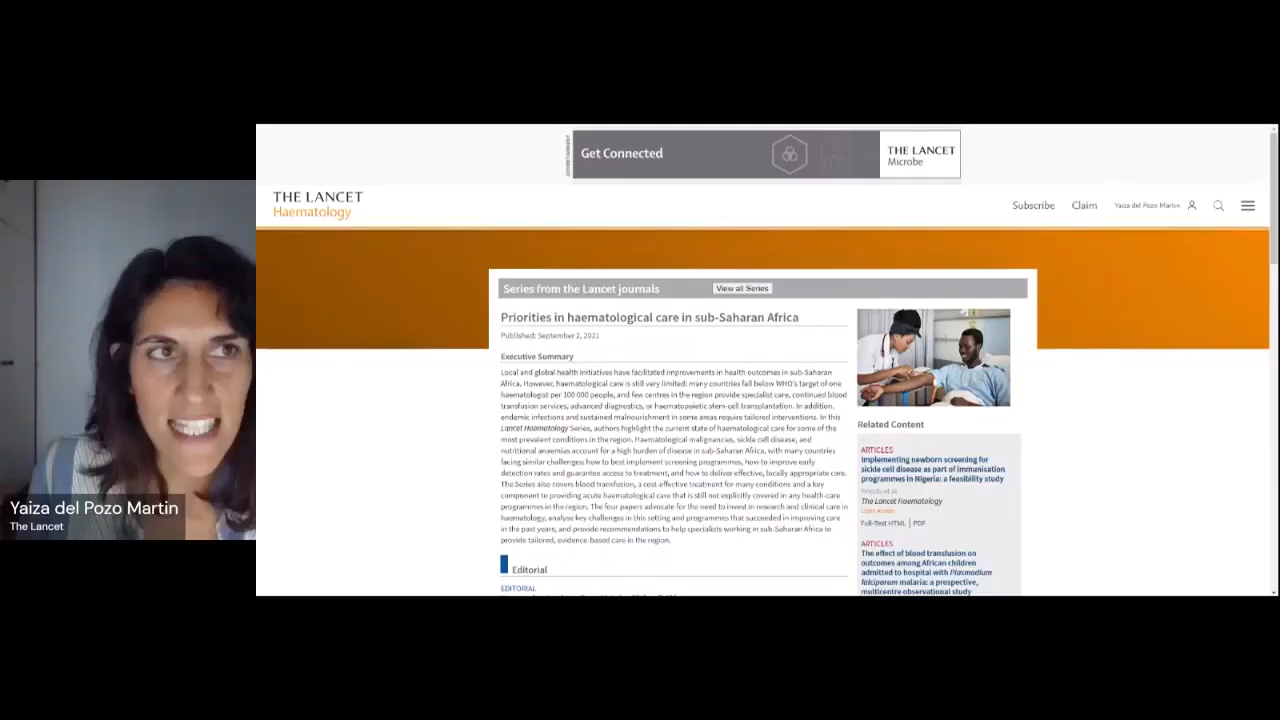 ADVERTISEMENT
Get Connected
THE LANCET
Microbe
THE LANCET
Haematology
Subscribe
Claim
Yaiza del Pozo-Martin
Series from the Lancet journals
View all Series
Priorities in haematological care in sub-Saharan Africa
Published: September 2, 2021
Executive Summary
Local and global health initiatives have facilitated improvements in health outcomes in sub-Saharan
Africa. However, haematological care is still very limited: many countries fall below WHO's target of one
haematologist per 100 000 people, and few centres in the region provide specialist care, continued blood
transfusion services, advanced diagnostics, or haematopoietic stem-cell transplantation. In addition,
endemic infections and sustained malnourishment in some areas require tailored interventions. In this
Lancet Haematology Series, authors highlight the current state of haematological care for some of the
most prevalent conditions in the region. Haematological malignancies, sickle cell disease, and
nutritional anaemias account for a high burden of disease in sub-Saharan Africa, with many countries
facing similar challenges: how to best implement screening programmes, how to improve early
detection rates and guarantee access to treatment, and how to deliver effective, locally appropriate care.
The Series also covers blood transfusion, a cost-effective treatment for many conditions and a key
component to providing acute haematological care that is still not explicitly covered in any health-care
programmes in the region. The four papers advocate for the need to invest in research and clinical care in
haematology, analyse key challenges in this setting and programmes that succeeded in improving care
in the past years, and provide recommendations to help specialists working in sub-Saharan Africa to
provide tailored, evidence-based care in the region.
Editorial
EDITORIAL
Related Content
ARTICLES
Implementing newborn screening for
sickle cell disease as part of immunisation
programmes in Nigeria: a feasibility study
Nnodu et al.
The Lancet Haematology
Open Access
Full-Text HTML | PDF
ARTICLES
The effect of blood transfusion on
outcomes among African children
admitted to hospital with Plasmodium
falciparum malaria: a prospective,
multicentre observational study
Yaiza del Pozo Martin
The Lancet